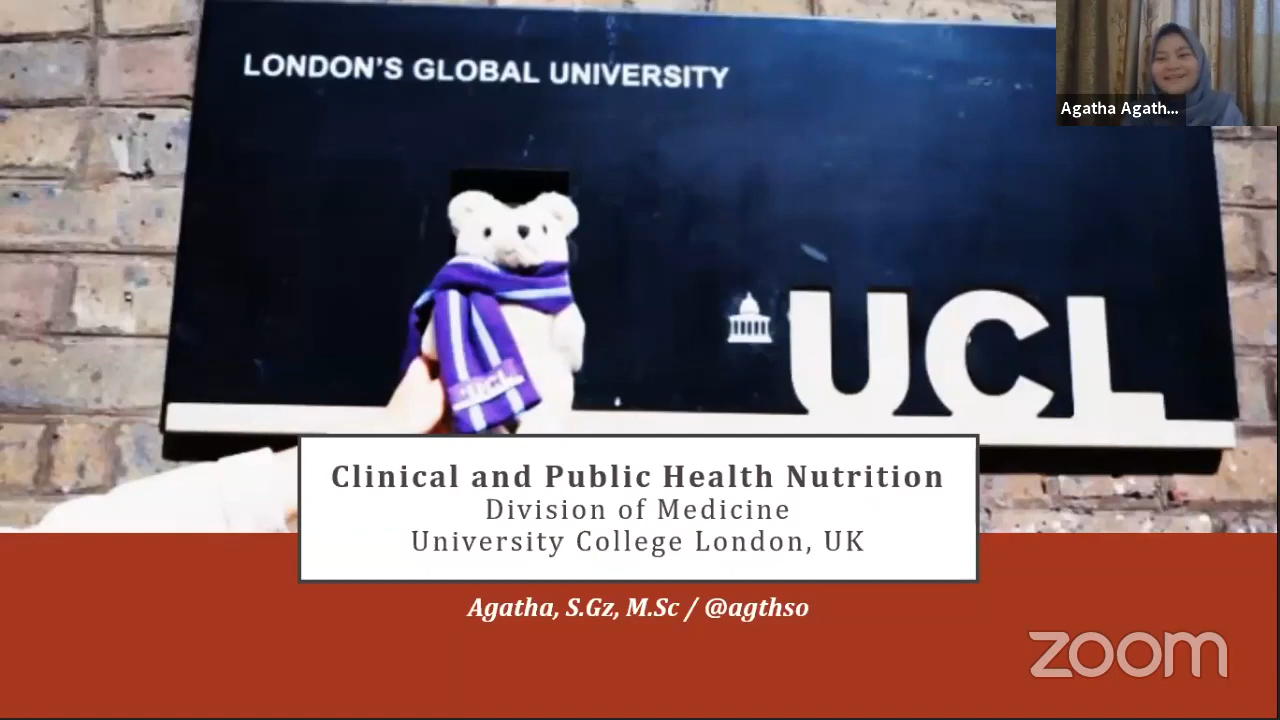 LONDON'S GLOBAL UNIVERSITY
Agatha Agath...
UCL
UCL
Clinical and Public Health Nutrition
Division of Medicine
University College London, UK
Agatha, S.Gz, M.Sc / @agthso
zoom